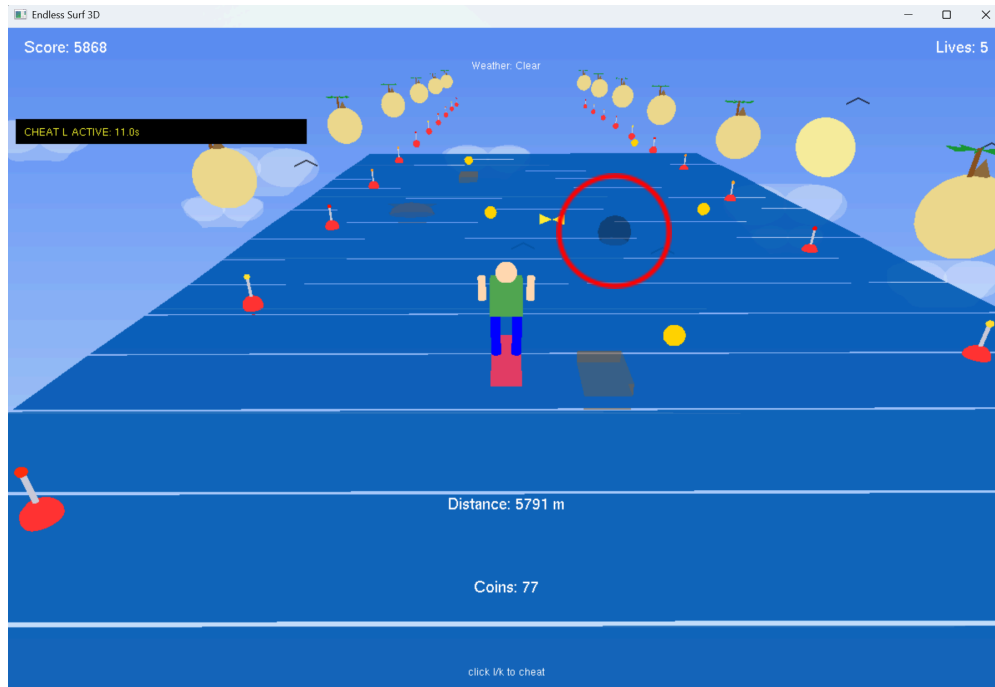 Endless Surf 3D
Score: 5868
Lives: 5
Weather: Clear
CHEAT L ACTIVE: 11.0s
Distance: 5791 m
Coins: 77
click l/k to cheat